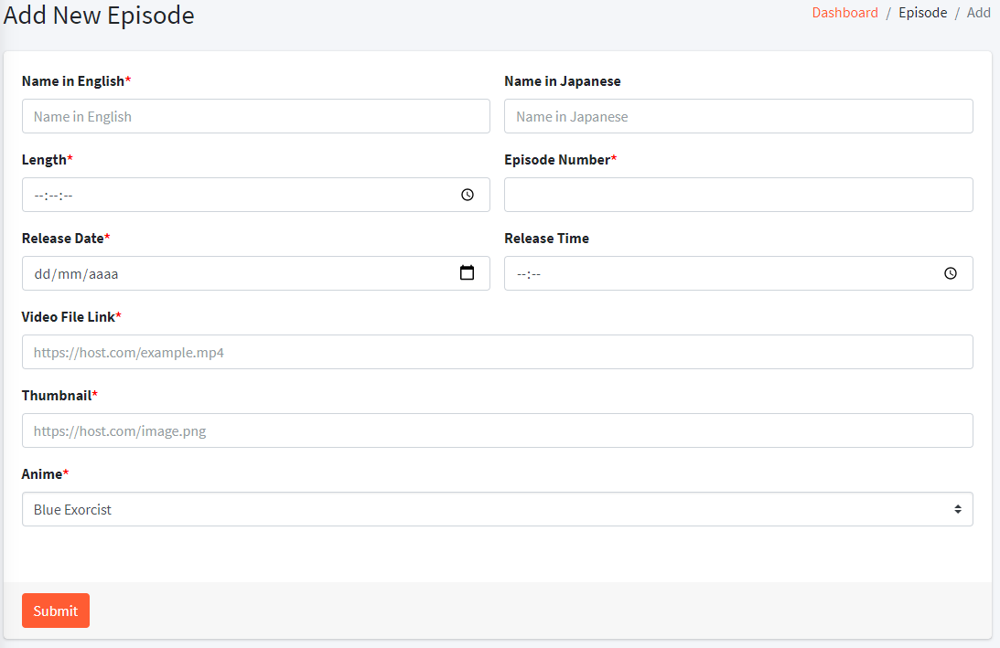 Add New Episode
Dashboard / Episode / Add
Name in English*
Name in Japanese
Name in English
Name in Japanese
Length*
Episode Number*
--:--:--
Release Date*
Release Time
dd/mm/aaaa
--:--
Video File Link*
https://host.com/example.mp4
Thumbnail*
https://host.com/image.png
Anime*
Blue Exorcist
Submit